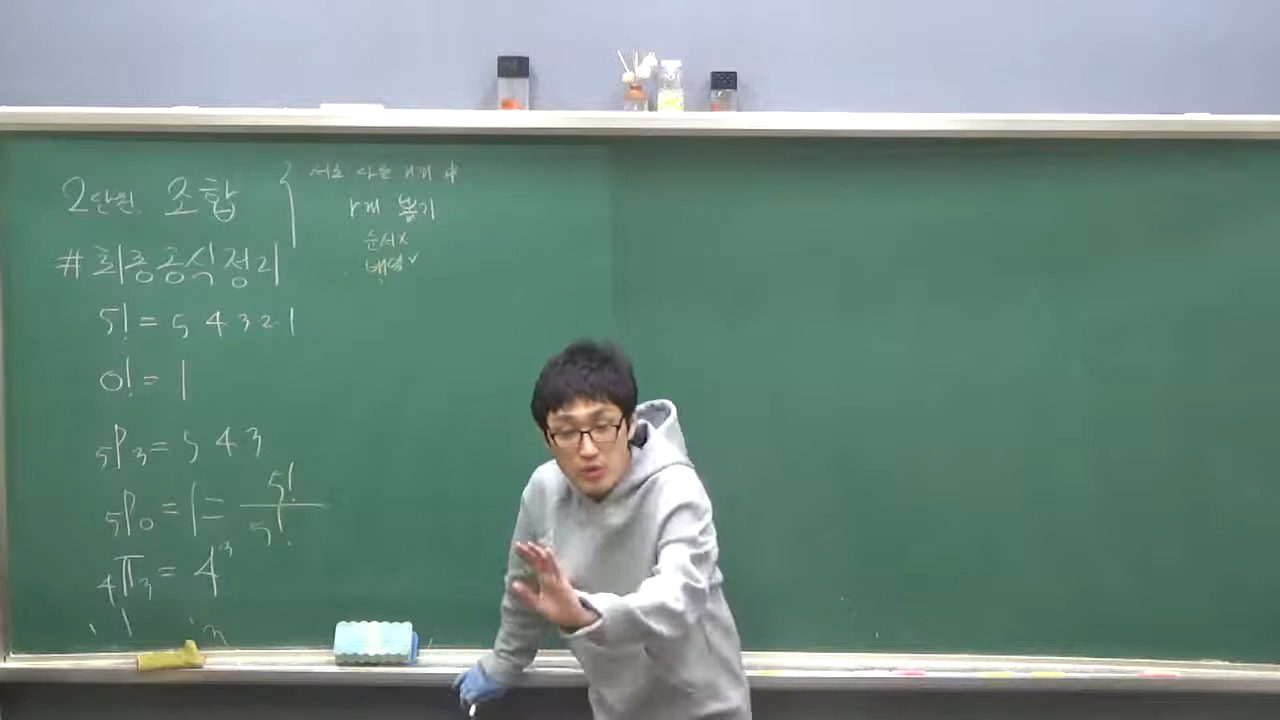 2단원 조합
#최종공식정리
5! = 5 4 3 2 1
0! = 1
₅P₃ = 5 4 3
₅P₀ = 1 = 5!/5!
₄Π₃ = 4³
서로 다른 중
r개 뽑기
순서×
배열✓